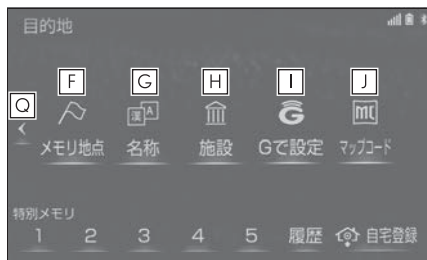 目的地
F G H I J
Q
漢 A G MC
メモリ地点 名称 施設 Gで設定 マップコード
特別メモリ
1 2 3 4 5 履歴 自宅登録